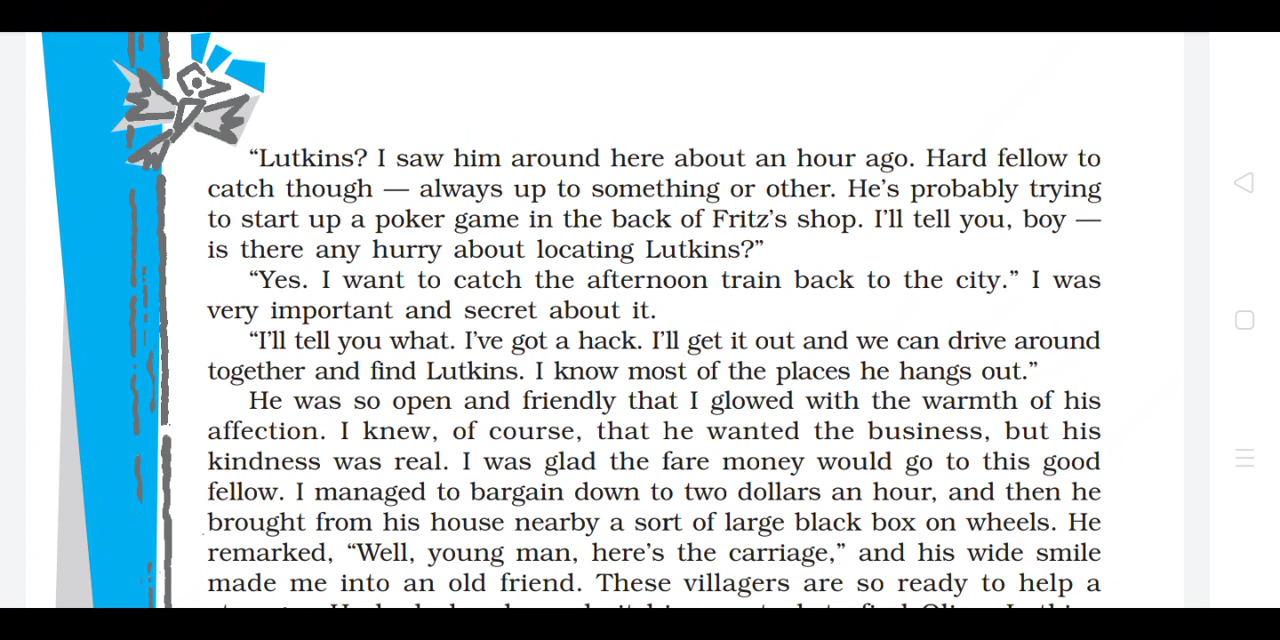 “Lutkins? I saw him around here about an hour ago. Hard fellow to
catch though — always up to something or other. He’s probably trying
to start up a poker game in the back of Fritz’s shop. I’ll tell you, boy —
is there any hurry about locating Lutkins?”
“Yes. I want to catch the afternoon train back to the city.” I was
very important and secret about it.
“I’ll tell you what. I’ve got a hack. I’ll get it out and we can drive around
together and find Lutkins. I know most of the places he hangs out.”
He was so open and friendly that I glowed with the warmth of his
affection. I knew, of course, that he wanted the business, but his
kindness was real. I was glad the fare money would go to this good
fellow. I managed to bargain down to two dollars an hour, and then he
brought from his house nearby a sort of large black box on wheels. He
remarked, “Well, young man, here’s the carriage,” and his wide smile
made me into an old friend. These villagers are so ready to help a